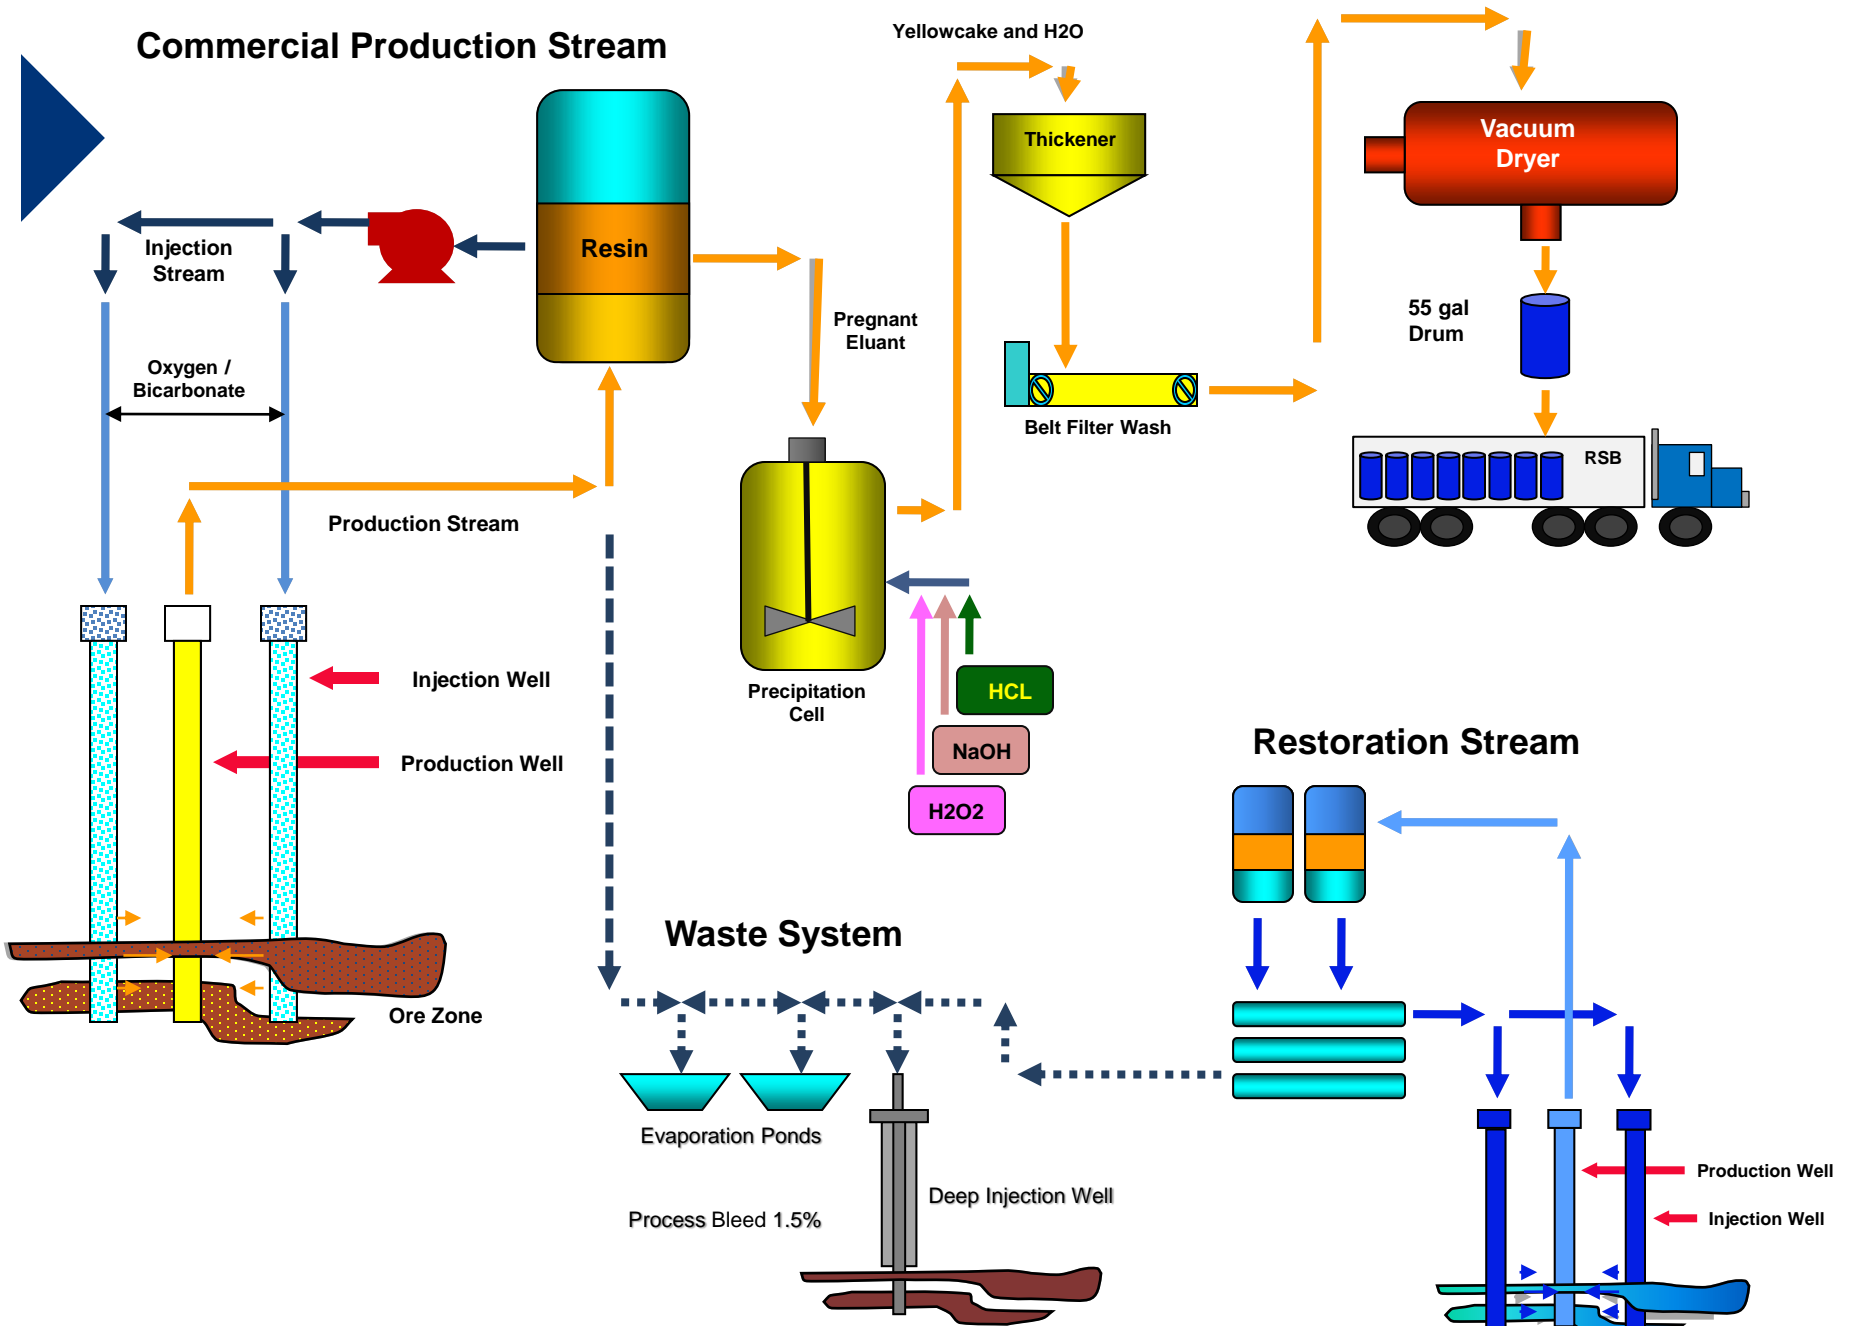 Commercial Production Stream
Yellowcake and H2O
Thickener
Vacuum
Dryer
Injection
Stream
Resin
Pregnant
Eluant
55 gal
Drum
Oxygen /
Bicarbonate
Belt Filter Wash
RSB
Production Stream
Injection Well
Precipitation
Cell
HCL
Production Well
NaOH
H2O2
Restoration Stream
Waste System
Ore Zone
Evaporation Ponds
Deep Injection Well
Process Bleed 1.5%
Production Well
Injection Well